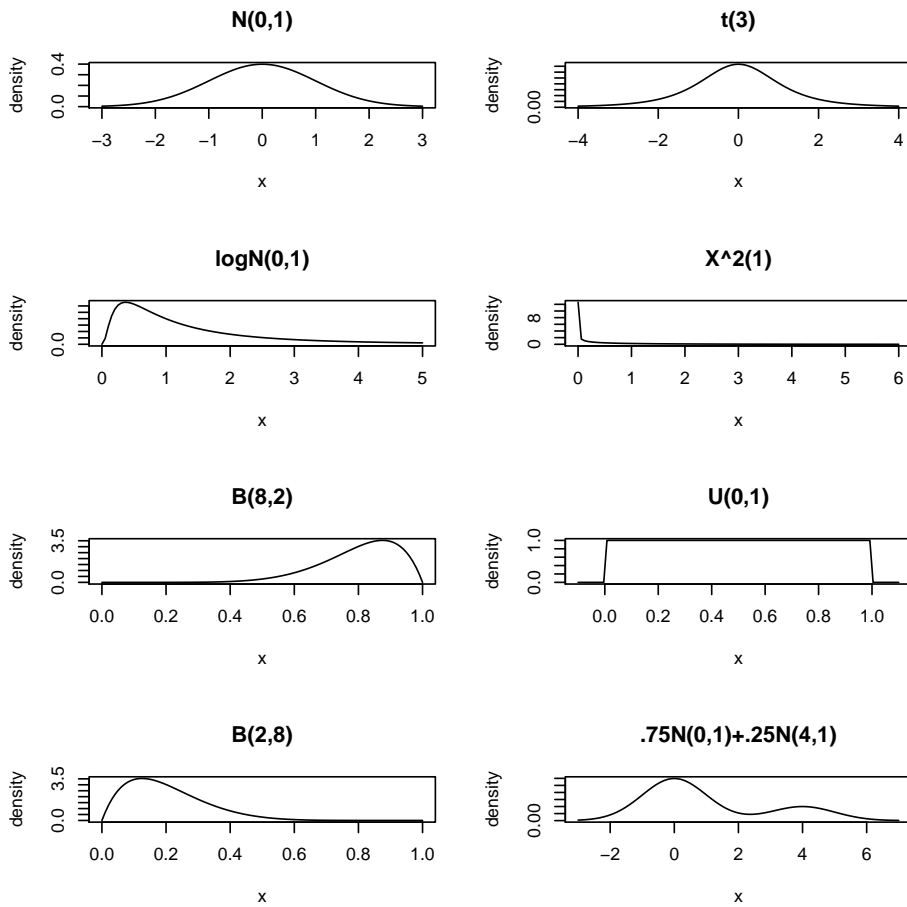 N(0,1)
density
0.0 0.4
−3 −2 −1 0 1 2 3
x
t(3)
density
0.00
−4 −2 0 2 4
x
logN(0,1)
density
0.0
0 1 2 3 4 5
x
X^2(1)
density
0 8
0 1 2 3 4 5 6
x
B(8,2)
density
0.0 3.5
0.0 0.2 0.4 0.6 0.8 1.0
x
U(0,1)
density
0.0 1.0
0.0 0.2 0.4 0.6 0.8 1.0
x
B(2,8)
density
0.0 3.5
0.0 0.2 0.4 0.6 0.8 1.0
x
.75N(0,1)+.25N(4,1)
density
0.00
−2 0 2 4 6
x